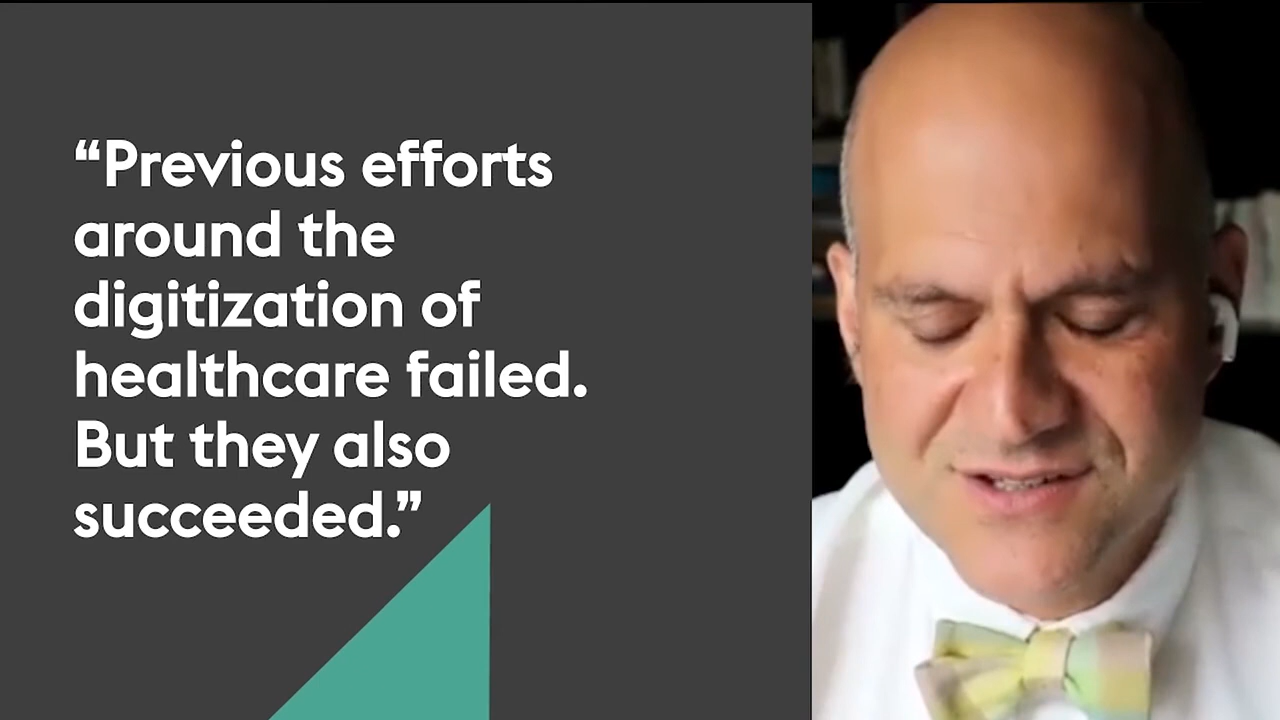 “Previous efforts
around the
digitization of
healthcare failed.
But they also
succeeded.”